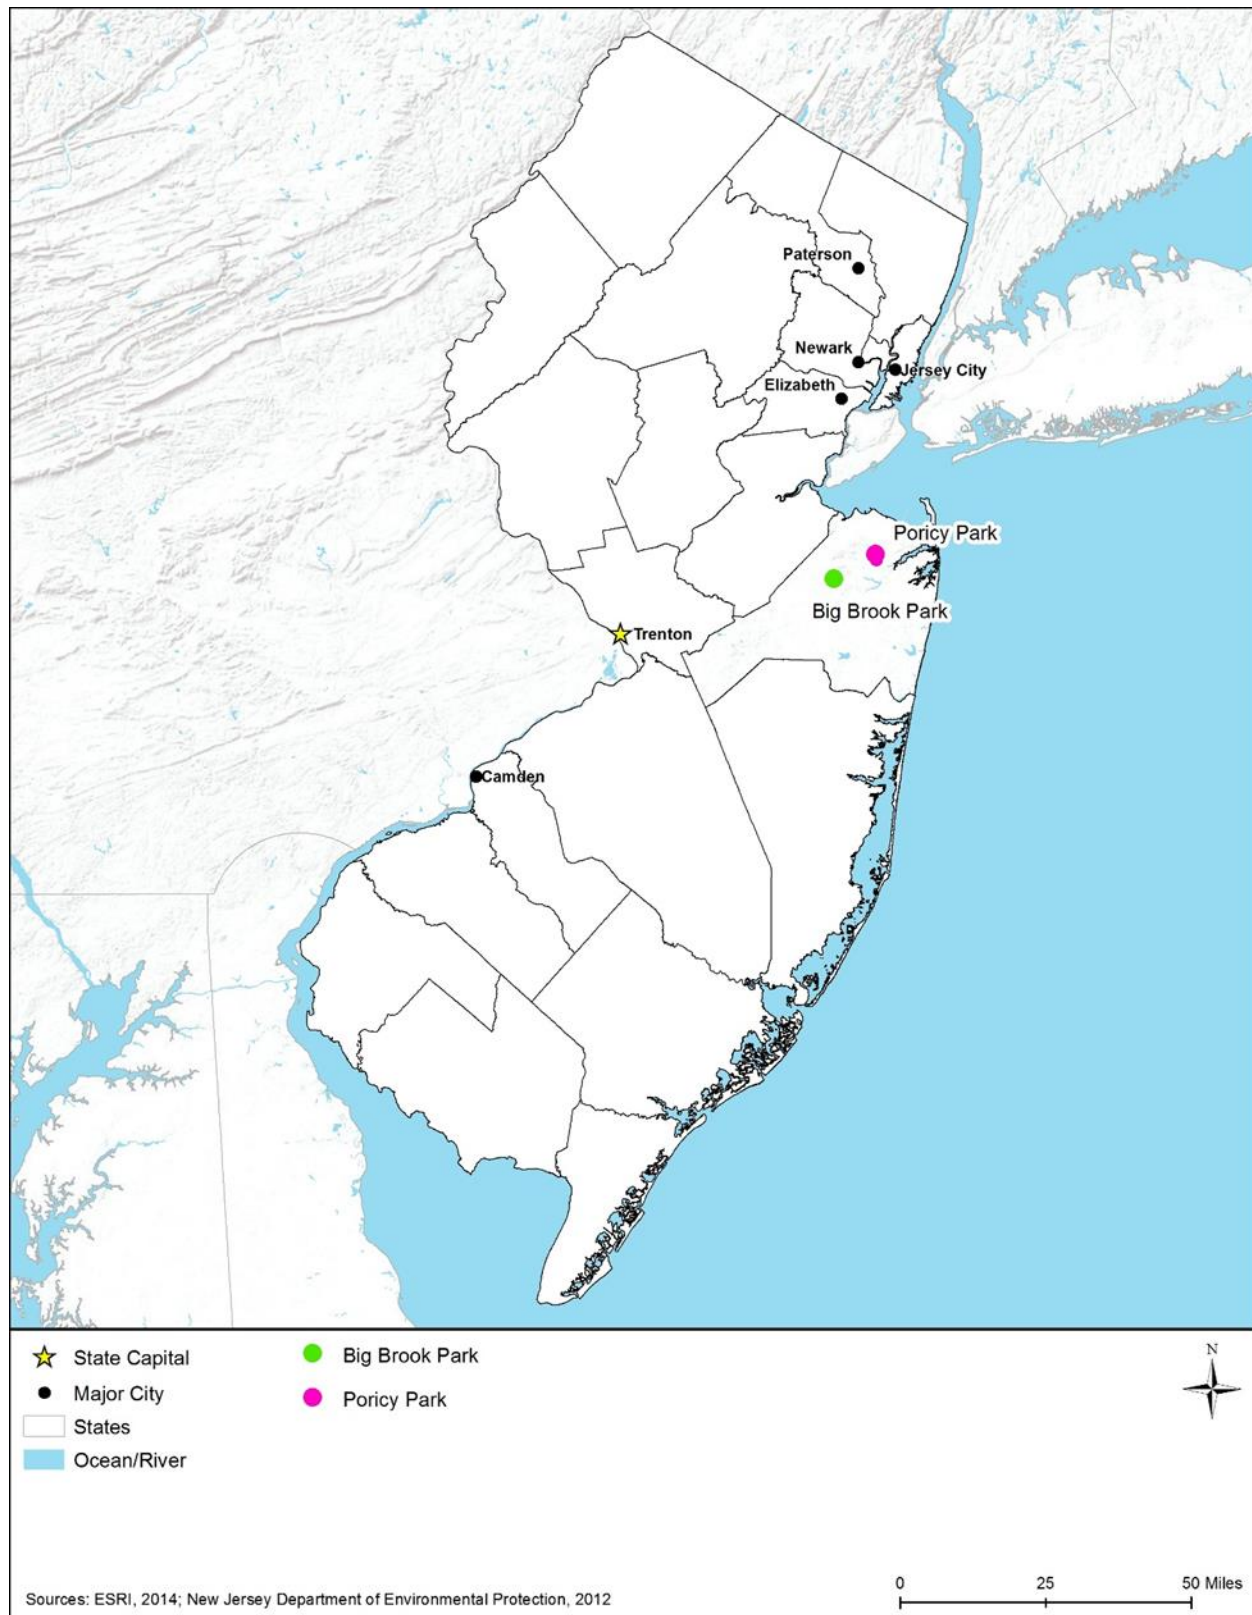 Paterson
Newark
Jersey City
Elizabeth
Poricy Park
Big Brook Park
Trenton
Camden
State Capital
Major City
States
Ocean/River
Big Brook Park
Poricy Park
N
0 25 50 Miles
Sources: ESRI, 2014; New Jersey Department of Environmental Protection, 2012